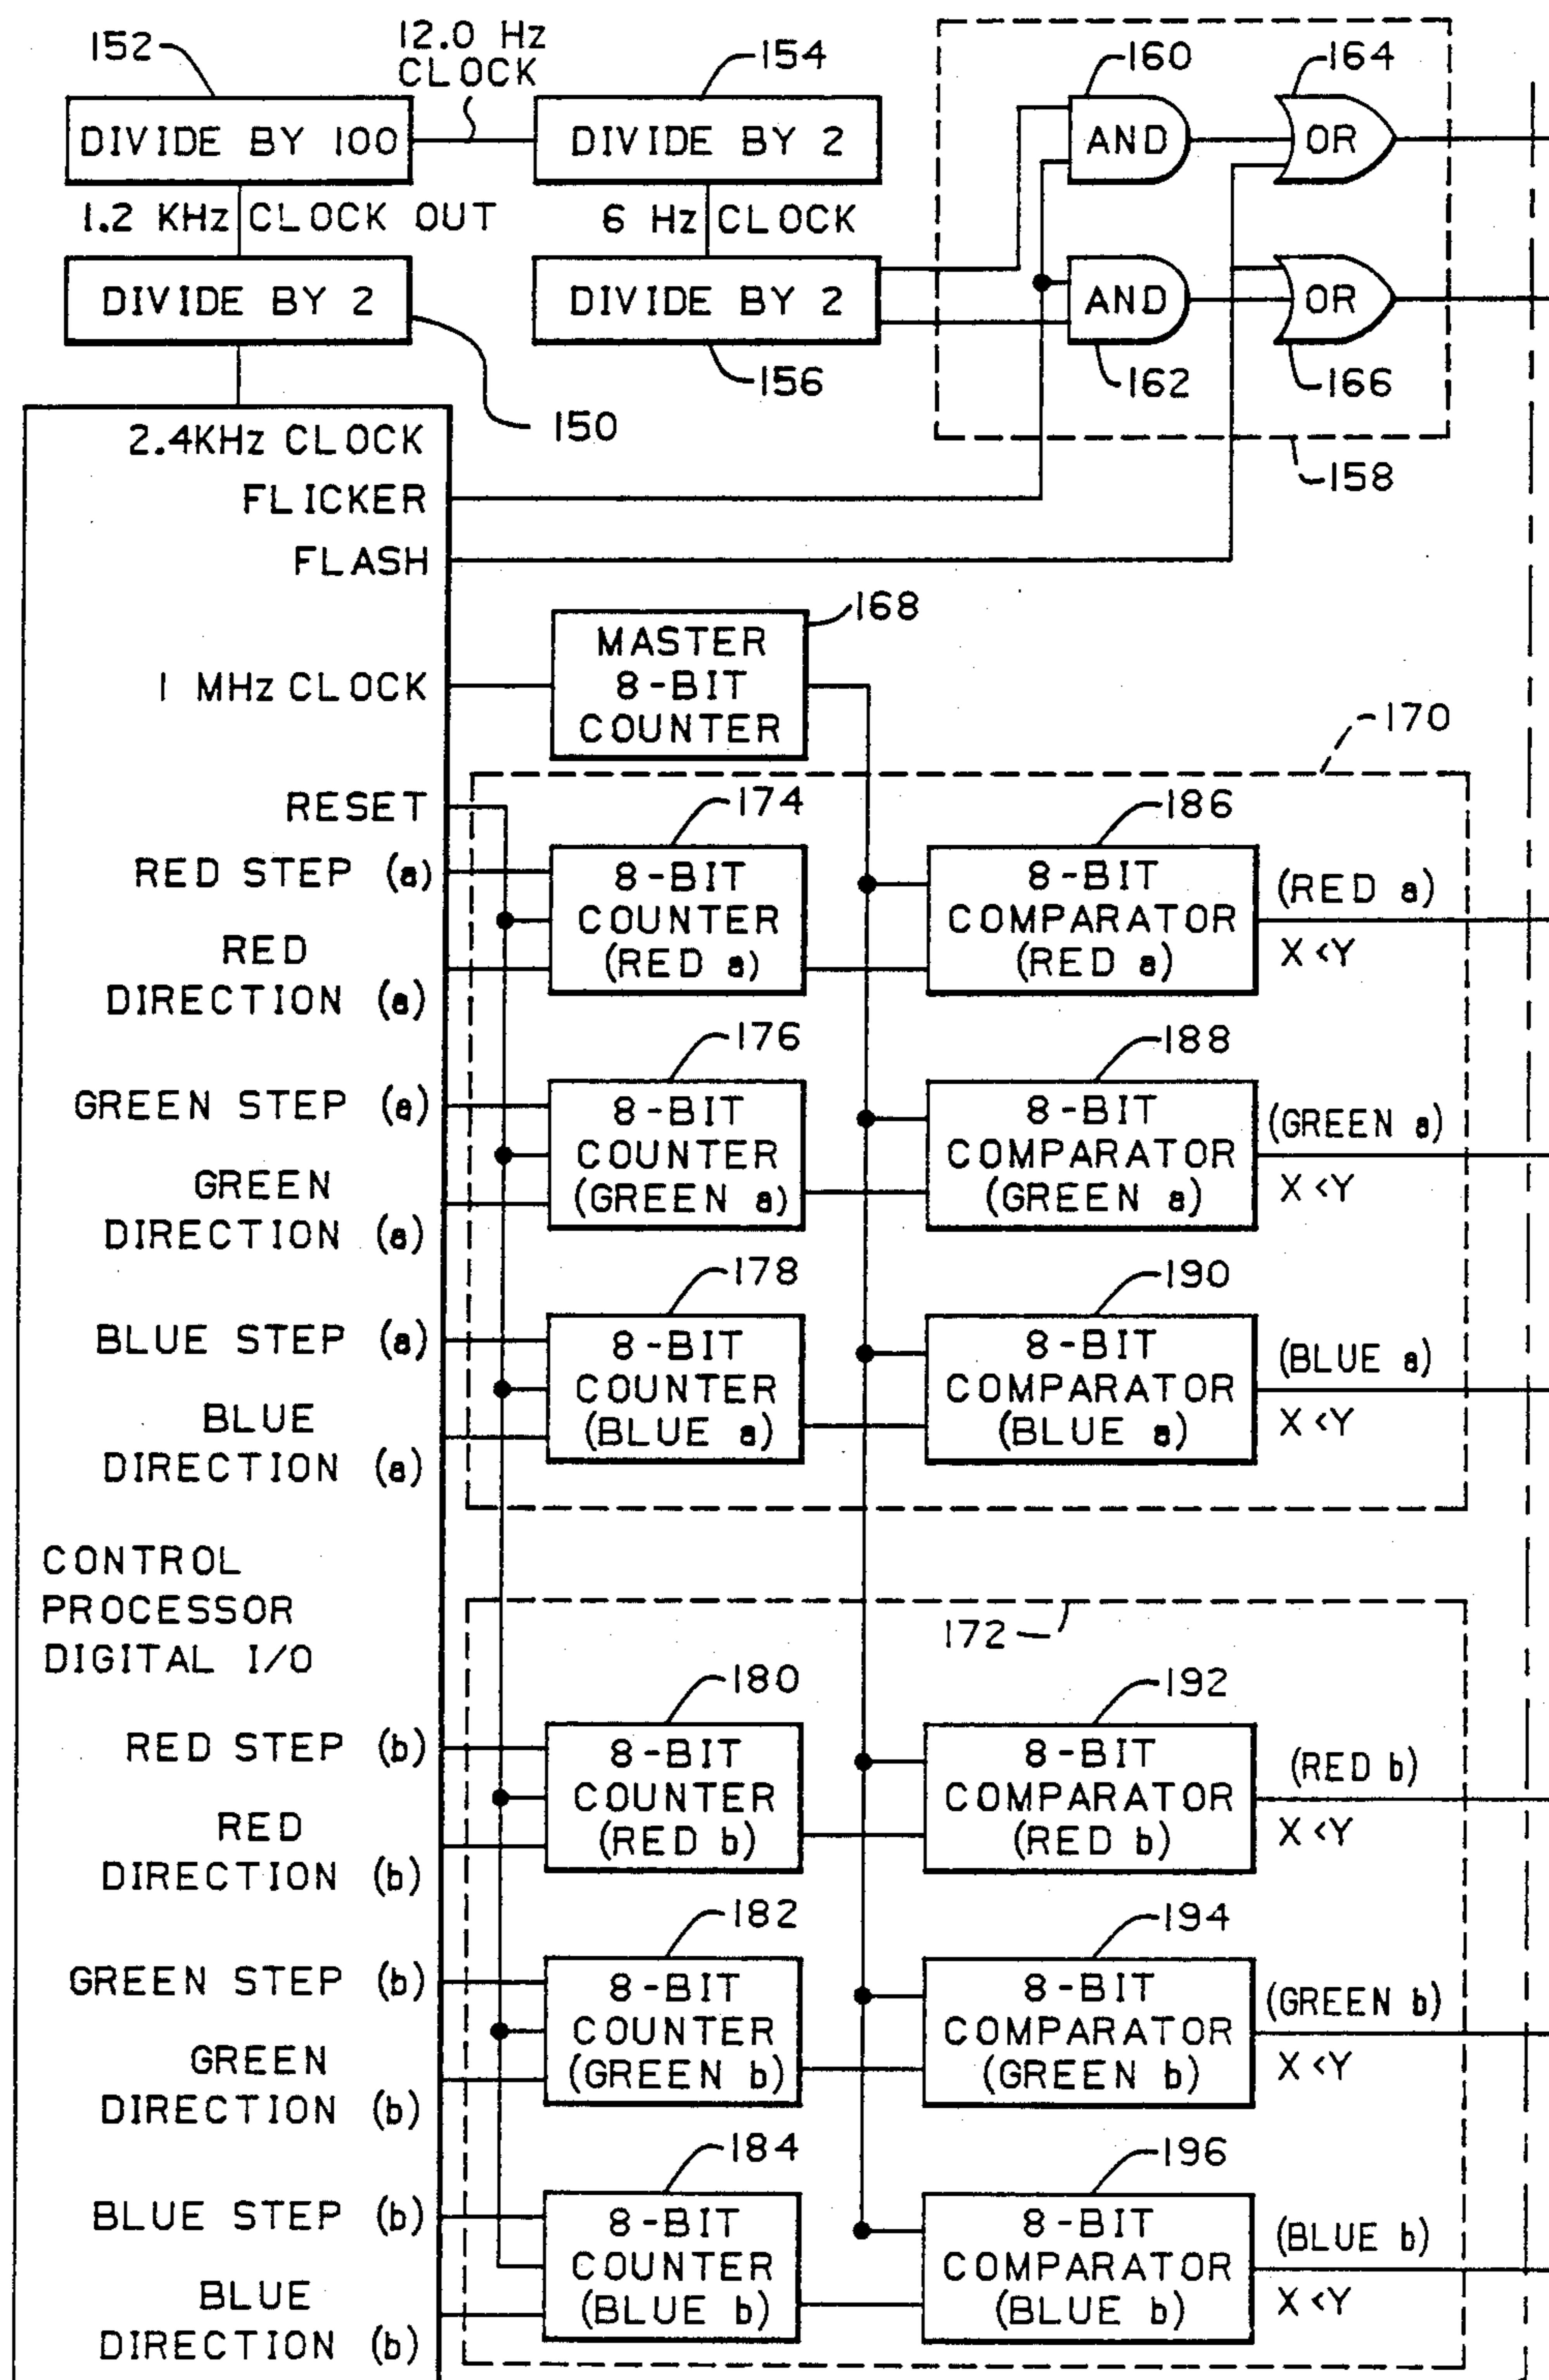 152
12.0 Hz
CLOCK
154
160
164
DIVIDE BY 100
DIVIDE BY 2
AND
OR
1.2 KHz CLOCK OUT
6 Hz CLOCK
DIVIDE BY 2
DIVIDE BY 2
AND
OR
150
156
162
166
158
2.4KHz CLOCK
FLICKER
FLASH
168
MASTER
8-BIT
COUNTER
1 MHz CLOCK
170
RESET
174
186
RED STEP (a)
8-BIT
COUNTER
(RED a)
8-BIT
COMPARATOR
(RED a)
(RED a)
X<Y
RED
DIRECTION (a)
176
188
GREEN STEP (a)
8-BIT
COUNTER
(GREEN a)
8-BIT
COMPARATOR
(GREEN a)
(GREEN a)
X<Y
GREEN
DIRECTION (a)
178
190
BLUE STEP (a)
8-BIT
COUNTER
(BLUE a)
8-BIT
COMPARATOR
(BLUE a)
(BLUE a)
X<Y
BLUE
DIRECTION (a)
CONTROL
PROCESSOR
DIGITAL I/O
172
180
192
RED STEP (b)
8-BIT
COUNTER
(RED b)
8-BIT
COMPARATOR
(RED b)
(RED b)
X<Y
RED
DIRECTION (b)
182
194
GREEN STEP (b)
8-BIT
COUNTER
(GREEN b)
8-BIT
COMPARATOR
(GREEN b)
(GREEN b)
X<Y
GREEN
DIRECTION (b)
184
196
BLUE STEP (b)
8-BIT
COUNTER
(BLUE b)
8-BIT
COMPARATOR
(BLUE b)
(BLUE b)
X<Y
BLUE
DIRECTION (b)